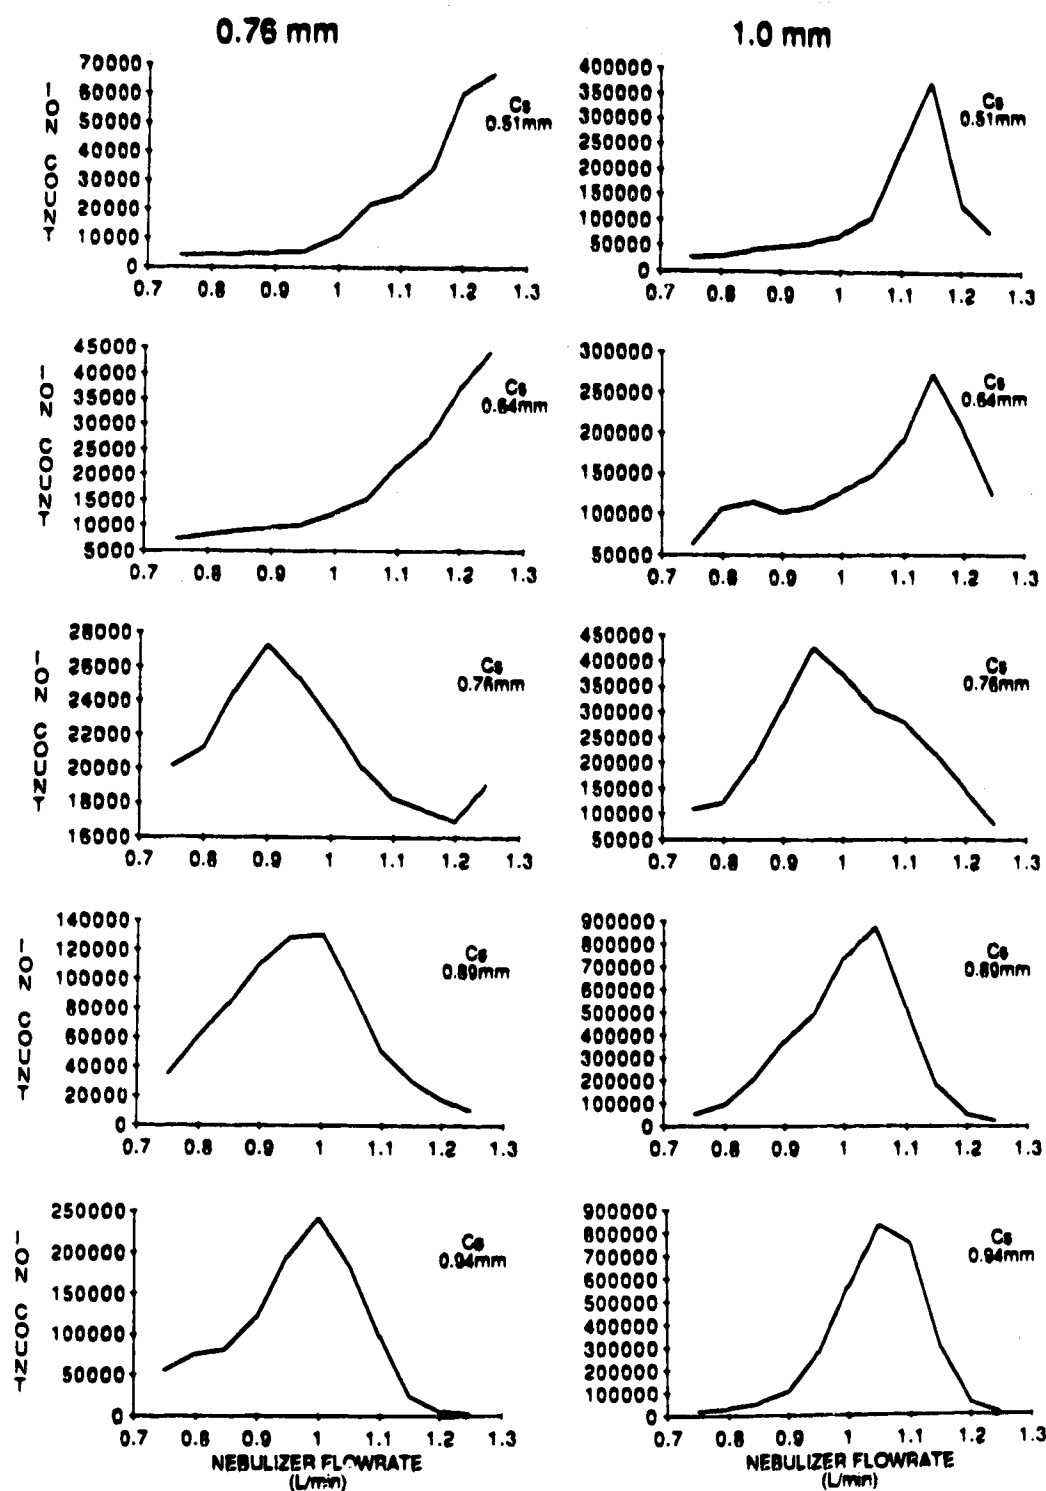 0.76 mm
1.0 mm
ION COUNT
70000
60000
50000
40000
30000
20000
10000
0
0.7 0.8 0.9 1 1.1 1.2 1.3
Cs
0.51mm
400000
350000
300000
250000
200000
150000
100000
50000
0
0.7 0.8 0.9 1 1.1 1.2 1.3
Cs
0.51mm
ION COUNT
45000
40000
35000
30000
25000
20000
15000
10000
5000
0.7 0.8 0.9 1 1.1 1.2 1.3
Cs
0.64mm
300000
250000
200000
150000
100000
50000
0.7 0.8 0.9 1 1.1 1.2 1.3
Cs
0.64mm
ION COUNT
28000
26000
24000
22000
20000
18000
16000
0.7 0.8 0.9 1 1.1 1.2 1.3
Cs
0.76mm
450000
400000
350000
300000
250000
200000
150000
100000
50000
0.7 0.8 0.9 1 1.1 1.2 1.3
Cs
0.76mm
ION COUNT
140000
120000
100000
80000
60000
40000
20000
0
0.7 0.8 0.9 1 1.1 1.2 1.3
Cs
0.89mm
900000
800000
700000
600000
500000
400000
300000
200000
100000
0
0.7 0.8 0.9 1 1.1 1.2 1.3
Cs
0.89mm
ION COUNT
250000
200000
150000
100000
50000
0
0.7 0.8 0.9 1 1.1 1.2 1.3
Cs
0.94mm
NEBULIZER FLOWRATE
(L/min)
900000
800000
700000
600000
500000
400000
300000
200000
100000
0
0.7 0.8 0.9 1 1.1 1.2 1.3
Cs
0.94mm
NEBULIZER FLOWRATE
(L/min)